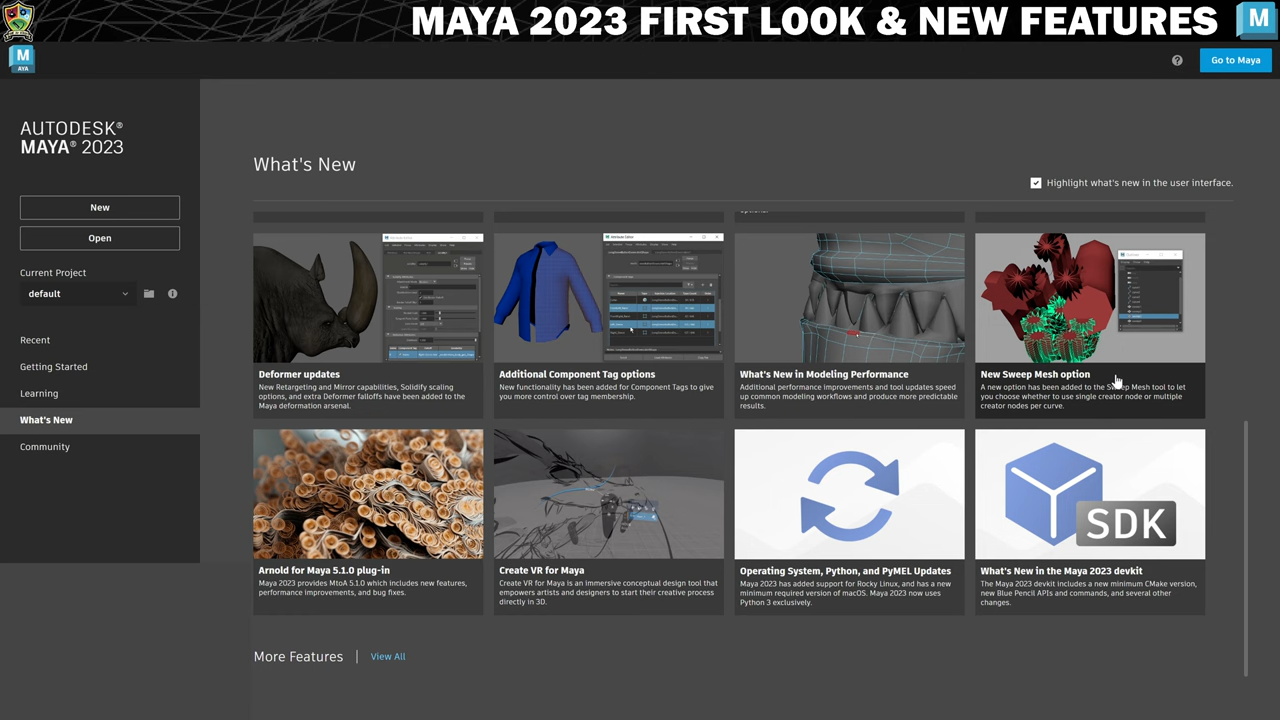 MAYA 2023 FIRST LOOK & NEW FEATURES
M
M
AYA
Go to Maya
AUTODESK®
MAYA® 2023
New
Open
Current Project
default
Recent
Getting Started
Learning
What's New
Community
What's New
Highlight what's new in the user interface.
Deformer updates
New Retargeting and Mirror capabilities, Solidify scaling
options, and extra Deformer falloffs have been added to the
Maya deformation arsenal.
Additional Component Tag options
New functionality has been added for Component Tags to give
you more control over tag membership.
What's New in Modeling Performance
Additional performance improvements and tool updates speed
up common modeling workflows and produce more predictable
results.
New Sweep Mesh option
A new option has been added to the Sweep Mesh tool to let
you choose whether to use single creator node or multiple
creator nodes per curve.
Arnold for Maya 5.1.0 plug-in
Maya 2023 provides MtoA 5.1.0 which includes new features,
performance improvements, and bug fixes.
Create VR for Maya
Create VR for Maya is an immersive conceptual design tool that
empowers artists and designers to start their creative process
directly in 3D.
Operating System, Python, and PyMEL Updates
Maya 2023 has added support for Rocky Linux, and has a new
minimum required version of macOS. Maya 2023 now uses
Python 3 exclusively.
SDK
What's New in the Maya 2023 devkit
The Maya 2023 devkit includes a new minimum CMake version,
new Blue Pencil APIs and commands, and several other
changes.
More Features
View All